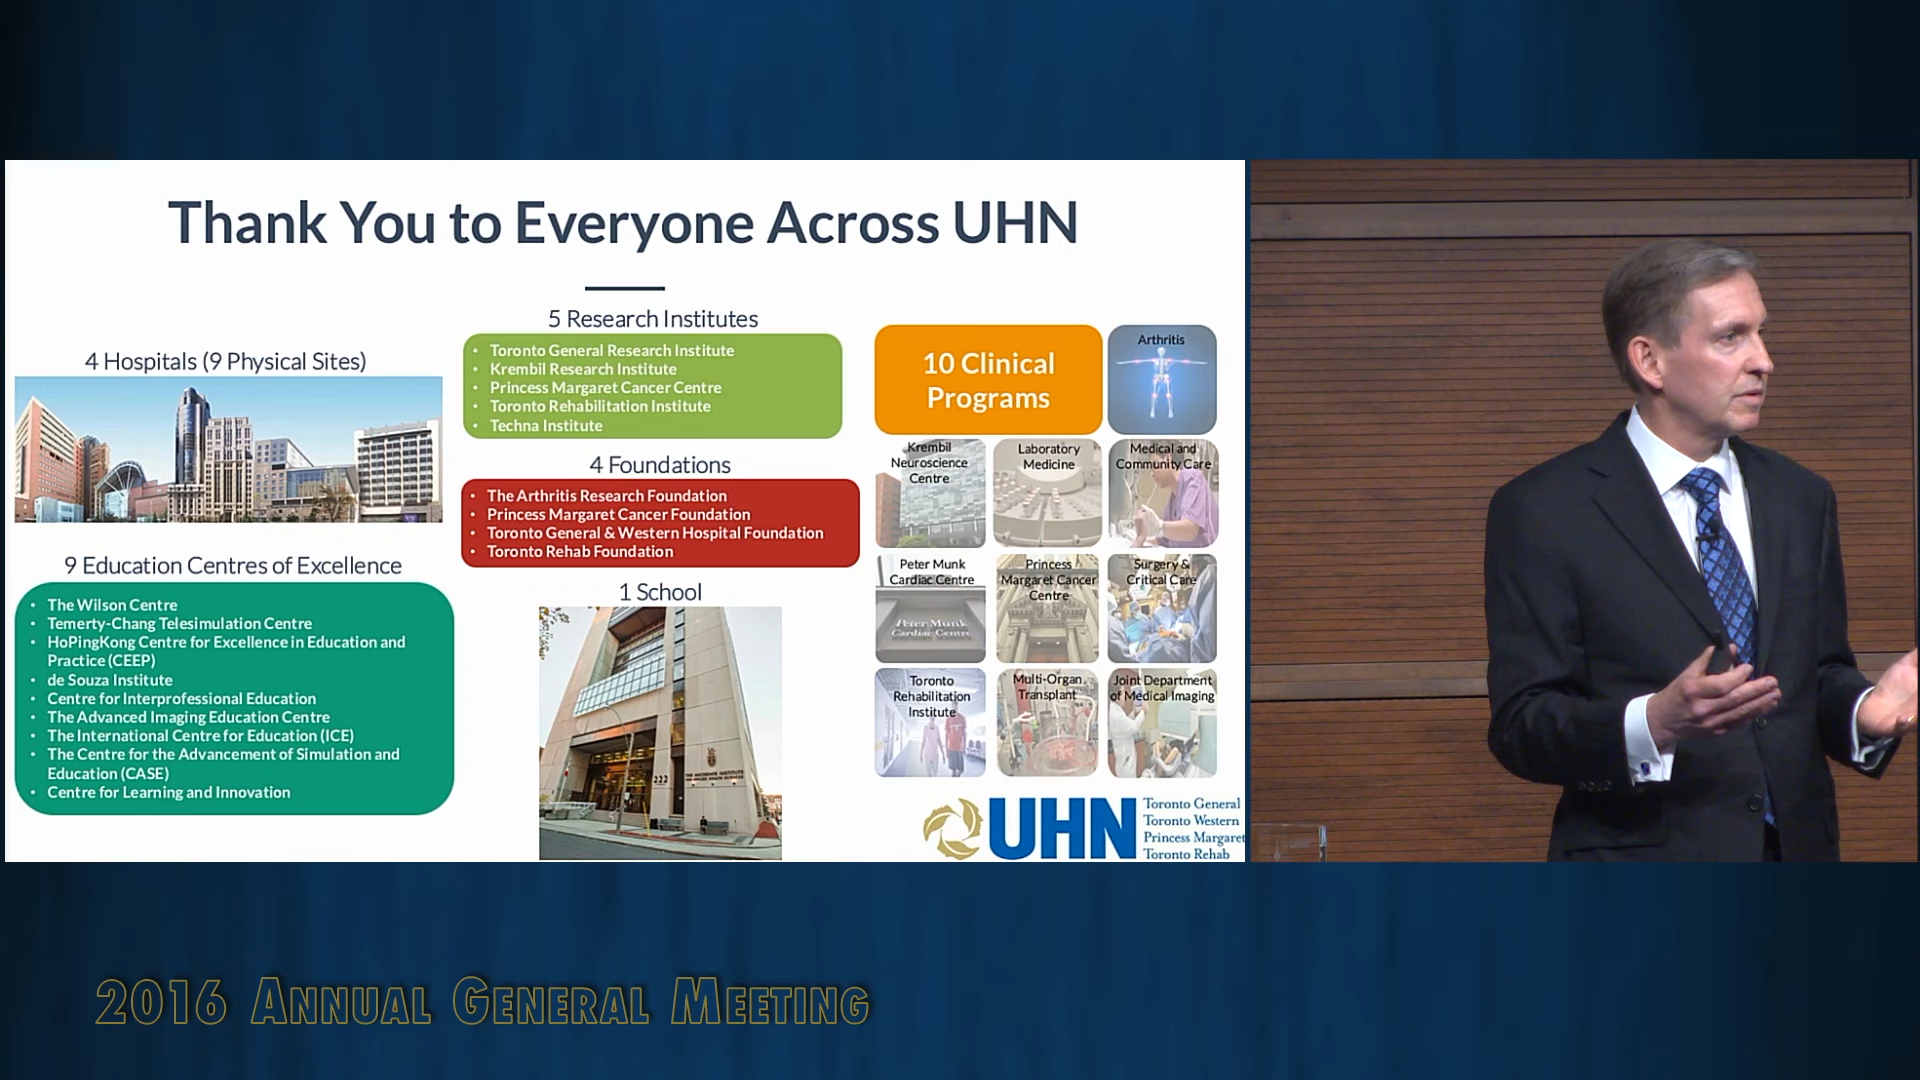 Thank You to Everyone Across UHN
4 Hospitals (9 Physical Sites)
9 Education Centres of Excellence
• The Wilson Centre
• Temerty-Chang Telesimulation Centre
• HoPingKong Centre for Excellence in Education and
Practice (CEEP)
• de Souza Institute
• Centre for Interprofessional Education
• The Advanced Imaging Education Centre
• The International Centre for Education (ICE)
• The Centre for the Advancement of Simulation and
Education (CASE)
• Centre for Learning and Innovation
5 Research Institutes
• Toronto General Research Institute
• Krembil Research Institute
• Princess Margaret Cancer Centre
• Toronto Rehabilitation Institute
• Techna Institute
4 Foundations
• The Arthritis Research Foundation
• Princess Margaret Cancer Foundation
• Toronto General & Western Hospital Foundation
• Toronto Rehab Foundation
1 School
222
THE MICHENER INSTITUTE
10 Clinical
Programs
Arthritis
Krembil
Neuroscience
Centre
Laboratory
Medicine
Medical and
Community Care
Peter Munk
Cardiac Centre
Peter Munk
Cardiac Centre
Princess
Margaret Cancer
Centre
Surgery &
Critical Care
Toronto
Rehabilitation
Institute
Multi-Organ
Transplant
Joint Department
of Medical Imaging
UHN
Toronto General
Toronto Western
Princess Margaret
Toronto Rehab
2016 Annual General Meeting